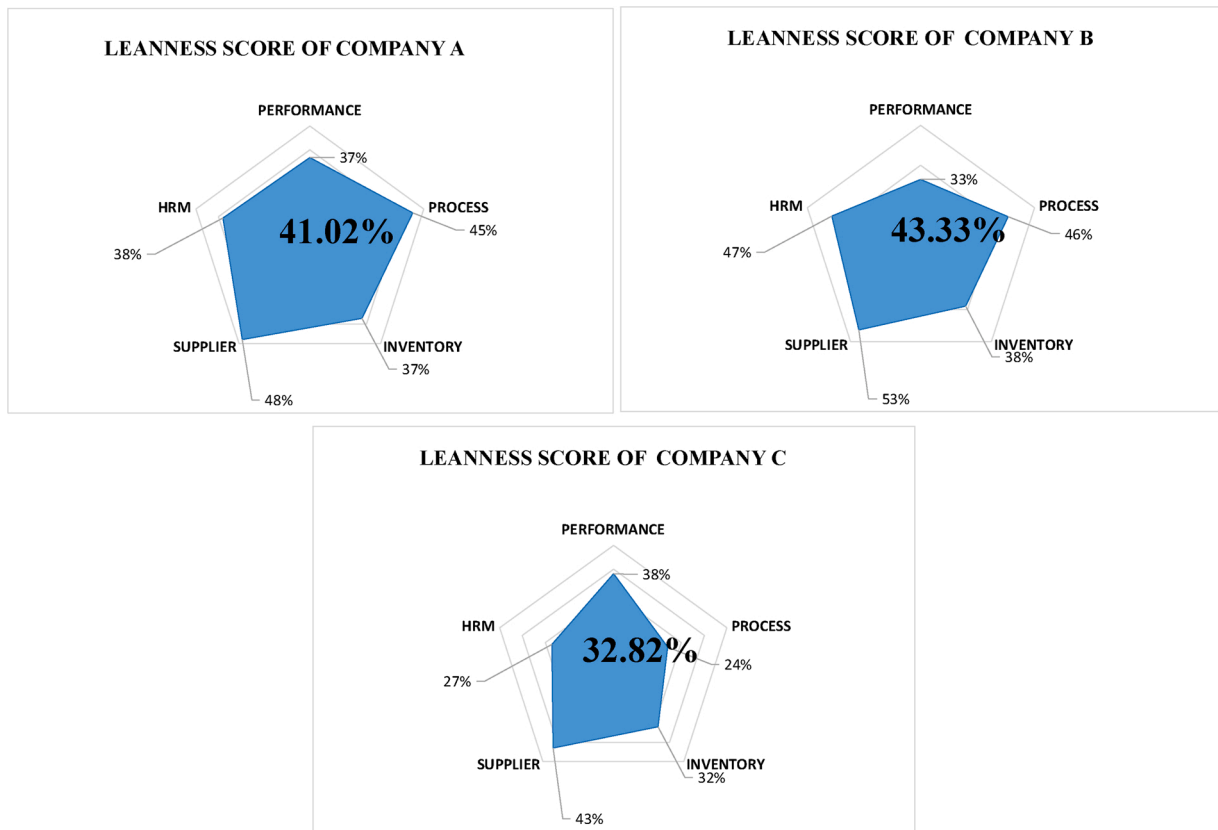 LEANNESS SCORE OF COMPANY A
PERFORMANCE
37%
HRM
PROCESS
41.02%
45%
38%
SUPPLIER
INVENTORY
37%
48%
LEANNESS SCORE OF COMPANY B
PERFORMANCE
33%
HRM
PROCESS
43.33%
46%
47%
SUPPLIER
INVENTORY
38%
53%
LEANNESS SCORE OF COMPANY C
PERFORMANCE
38%
HRM
PROCESS
32.82%
24%
27%
SUPPLIER
INVENTORY
32%
43%